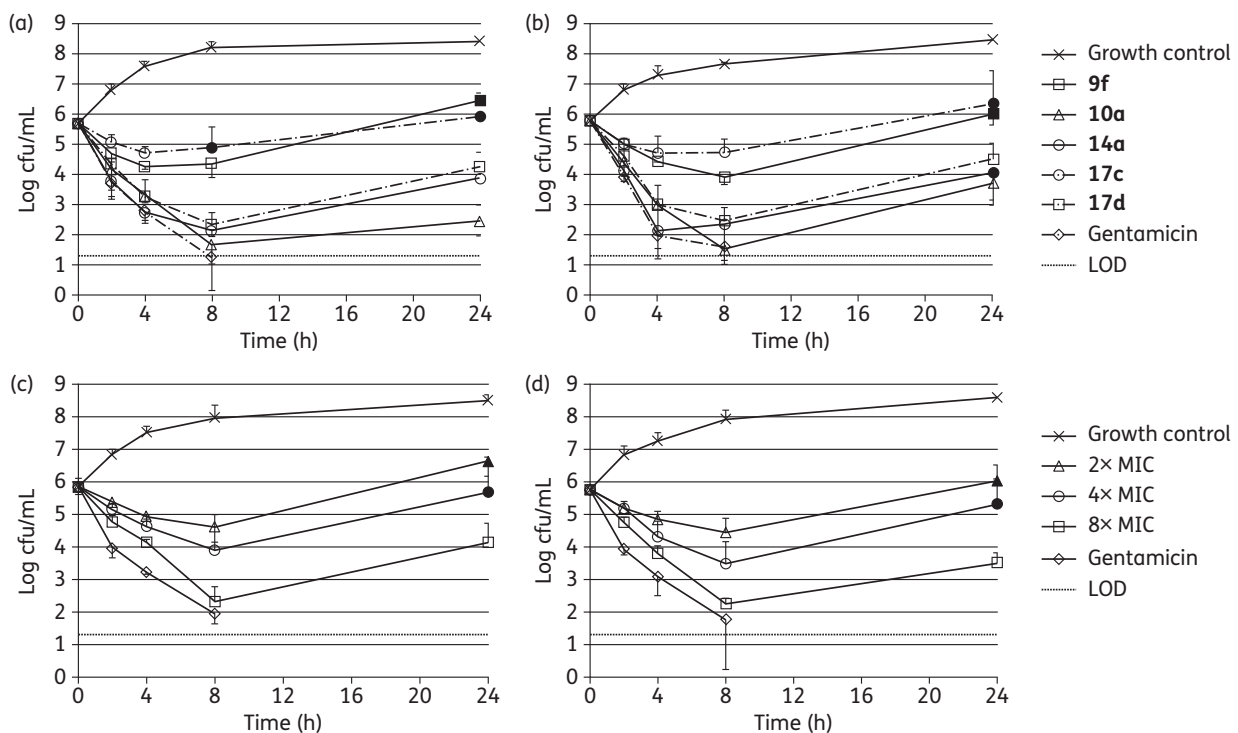 (a)
9
8
7
6
5
4
3
2
1
0
Log cfu/mL
0 4 8 12 16 20 24
Time (h)
(b)
9
8
7
6
5
4
3
2
1
0
Log cfu/mL
0 4 8 12 16 20 24
Time (h)
Growth control
9f
10a
14a
17c
17d
Gentamicin
LOD
(c)
9
8
7
6
5
4
3
2
1
0
Log cfu/mL
0 4 8 12 16 20 24
Time (h)
(d)
9
8
7
6
5
4
3
2
1
0
Log cfu/mL
0 4 8 12 16 20 24
Time (h)
Growth control
2× MIC
4× MIC
8× MIC
Gentamicin
LOD